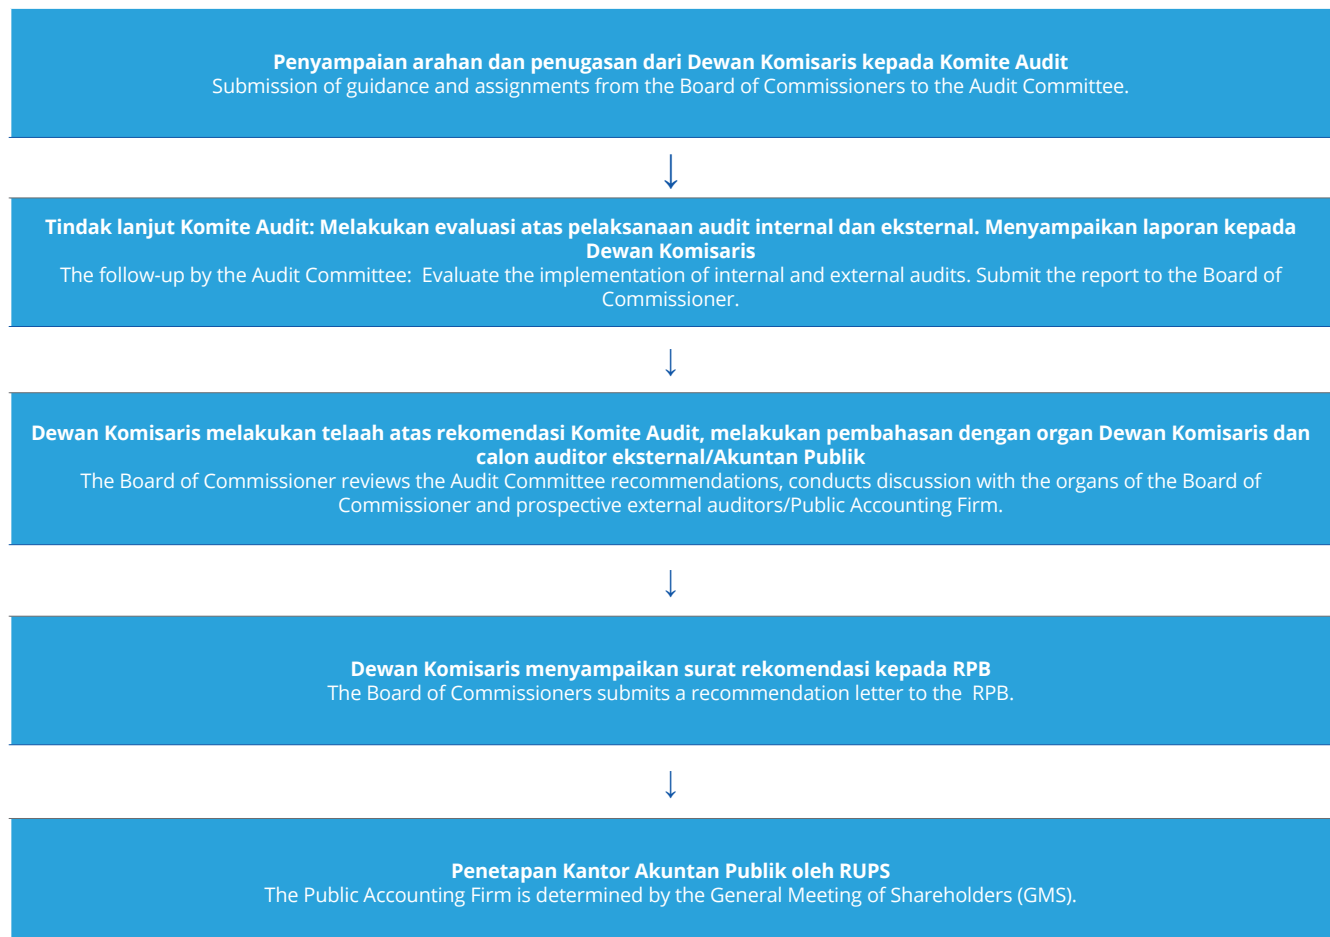 Penyampaian arahan dan penugasan dari Dewan Komisaris kepada Komite Audit
Submission of guidance and assignments from the Board of Commissioners to the Audit Committee.
↓
Tindak lanjut Komite Audit: Melakukan evaluasi atas pelaksanaan audit internal dan eksternal. Menyampaikan laporan kepada
Dewan Komisaris
The follow-up by the Audit Committee:  Evaluate the implementation of internal and external audits. Submit the report to the Board of
Commissioner.
↓
Dewan Komisaris melakukan telaah atas rekomendasi Komite Audit, melakukan pembahasan dengan organ Dewan Komisaris dan
calon auditor eksternal/Akuntan Publik
The Board of Commissioner reviews the Audit Committee recommendations, conducts discussion with the organs of the Board of
Commissioner and prospective external auditors/Public Accounting Firm.
↓
Dewan Komisaris menyampaikan surat rekomendasi kepada RPB
The Board of Commissioners submits a recommendation letter to the  RPB.
↓
Penetapan Kantor Akuntan Publik oleh RUPS
The Public Accounting Firm is determined by the General Meeting of Shareholders (GMS).